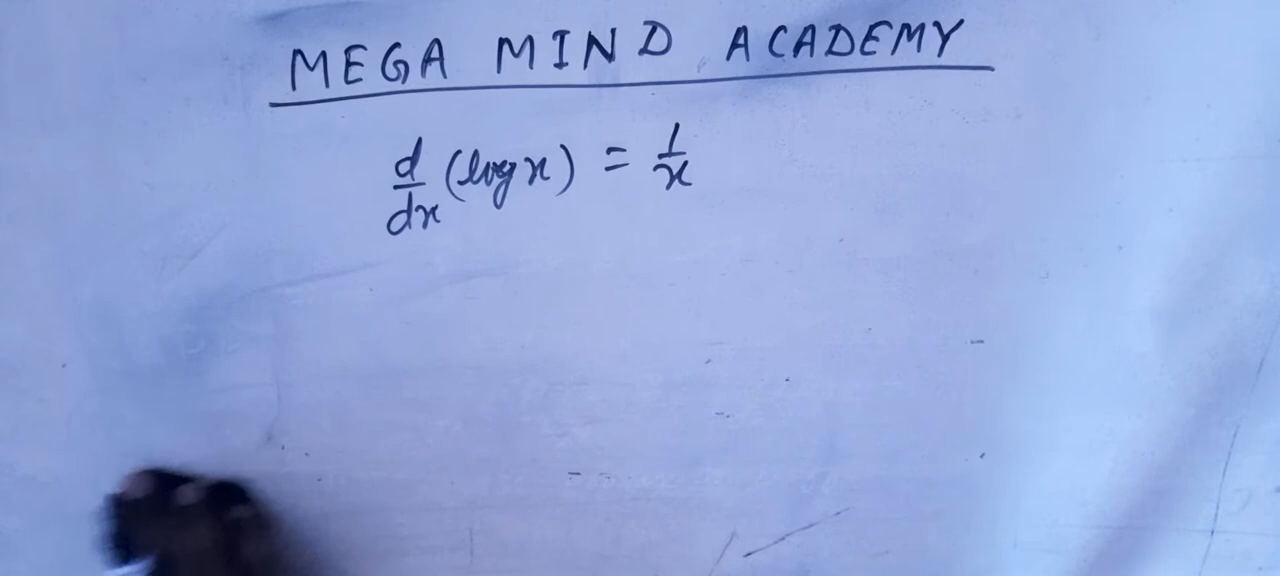 MEGA MIND ACADEMY
d/dx (log x) = 1/x